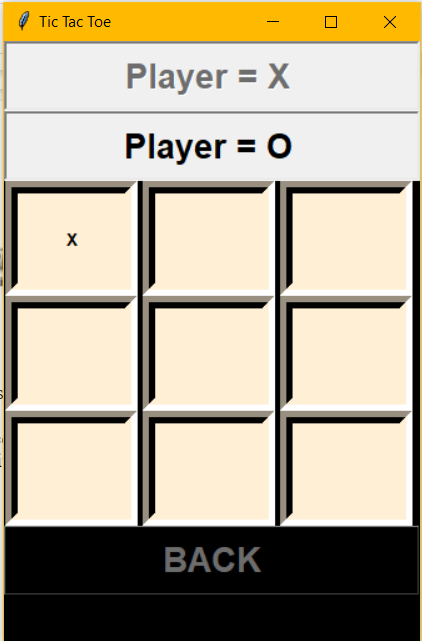 Tic Tac Toe
Player = X
Player = O
x
BACK